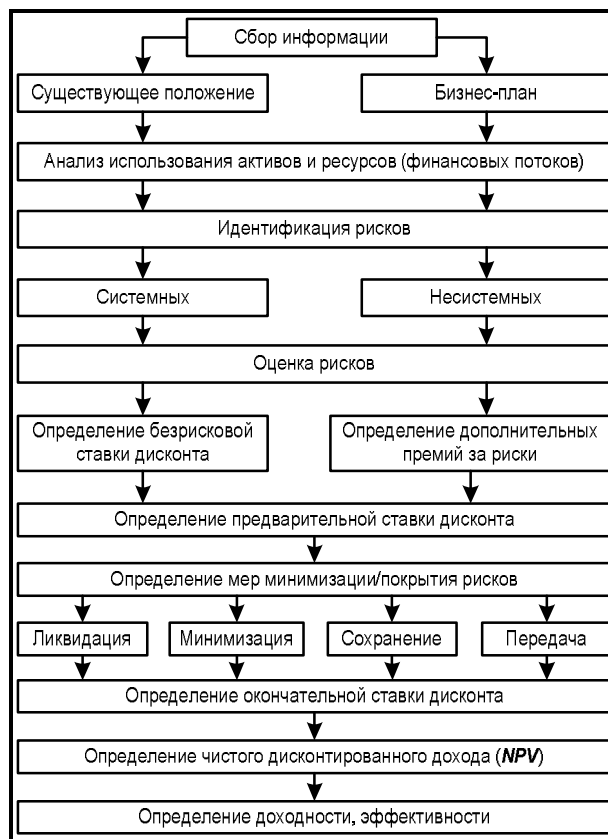 Сбор информации
Существующее положение
Бизнес-план
Анализ использования активов и ресурсов (финансовых потоков)
Идентификация рисков
Системных
Несистемных
Оценка рисков
Определение безрисковой
ставки дисконта
Определение дополнительных
премий за риски
Определение предварительной ставки дисконта
Определение мер минимизации/покрытия рисков
Ликвидация
Минимизация
Сохранение
Передача
Определение окончательной ставки дисконта
Определение чистого дисконтированного дохода (NPV)
Определение доходности, эффективности